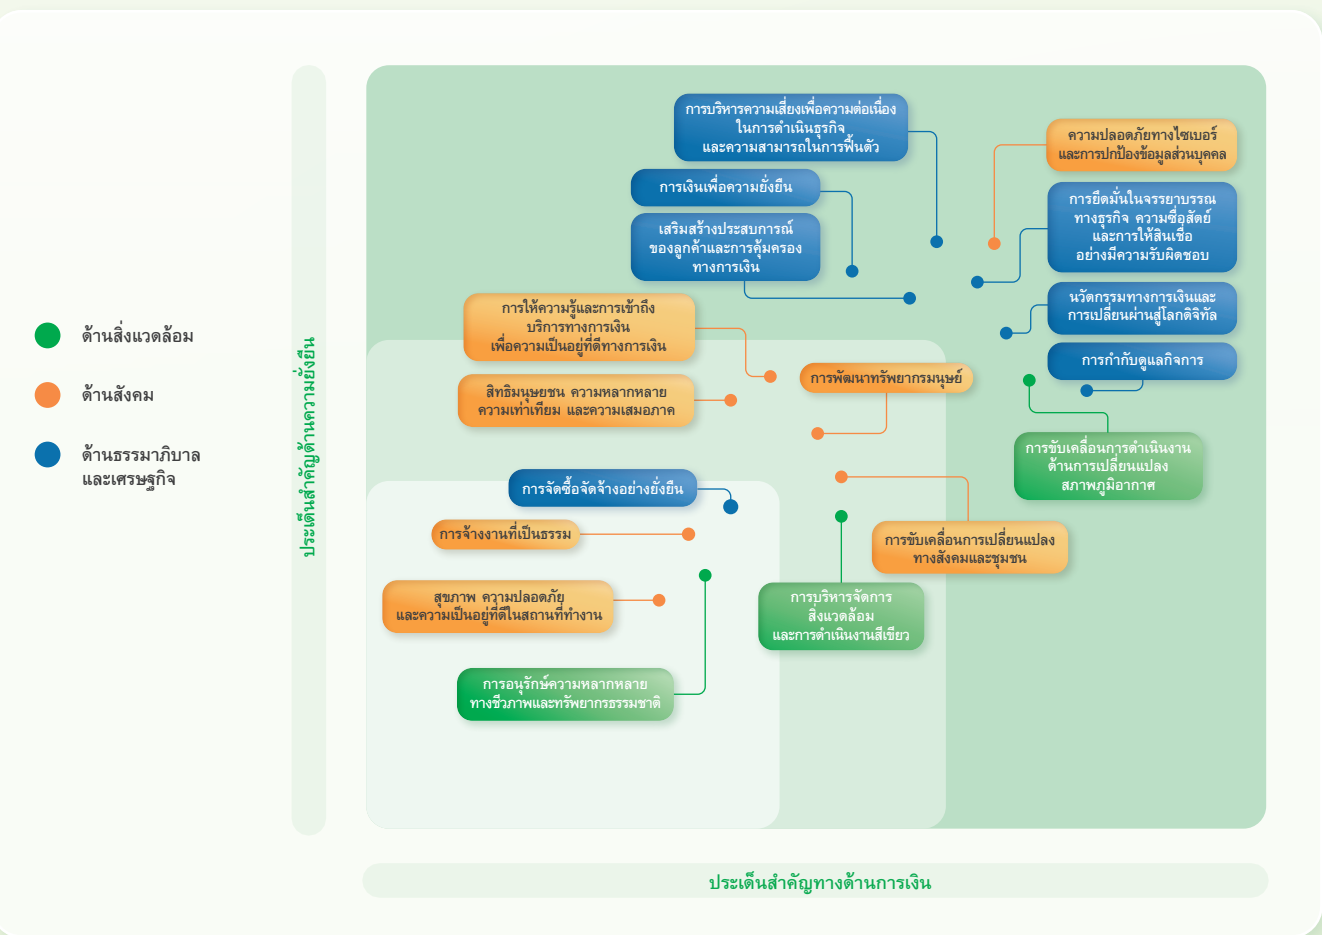 ด้านสิ่งแวดล้อม
ด้านสังคม
ด้านธรรมาภิบาล
และเศรษฐกิจ
ประเด็นสำคัญด้านความยั่งยืน
การบริหารความเสี่ยงเพื่อความต่อเนื่อง
ในการดำเนินธุรกิจ
และความสามารถในการฟื้นตัว
การเงินเพื่อความยั่งยืน
เสริมสร้างประสบการณ์
ของลูกค้าและการคุ้มครอง
ทางการเงิน
ความปลอดภัยทางไซเบอร์
และการปกป้องข้อมูลส่วนบุคคล
การยึดมั่นในจรรยาบรรณ
ทางธุรกิจ ความซื่อสัตย์
และการให้สินเชื่อ
อย่างมีความรับผิดชอบ
นวัตกรรมทางการเงินและ
การเปลี่ยนผ่านสู่โลกดิจิทัล
การกำกับดูแลกิจการ
การให้ความรู้และการเข้าถึง
บริการทางการเงิน
เพื่อความเป็นอยู่ที่ดีทางการเงิน
สิทธิมนุษยชน ความหลากหลาย
ความเท่าเทียม และความเสมอภาค
การพัฒนาทรัพยากรมนุษย์
การขับเคลื่อนการดำเนินงาน
ด้านการเปลี่ยนแปลง
สภาพภูมิอากาศ
การจัดซื้อจัดจ้างอย่างยั่งยืน
การจ้างงานที่เป็นธรรม
การขับเคลื่อนการเปลี่ยนแปลง
ทางสังคมและชุมชน
สุขภาพ ความปลอดภัย
และความเป็นอยู่ที่ดีในสถานที่ทำงาน
การบริหารจัดการ
สิ่งแวดล้อม
และการดำเนินงานสีเขียว
การอนุรักษ์ความหลากหลาย
ทางชีวภาพและทรัพยากรธรรมชาติ
ประเด็นสำคัญทางด้านการเงิน